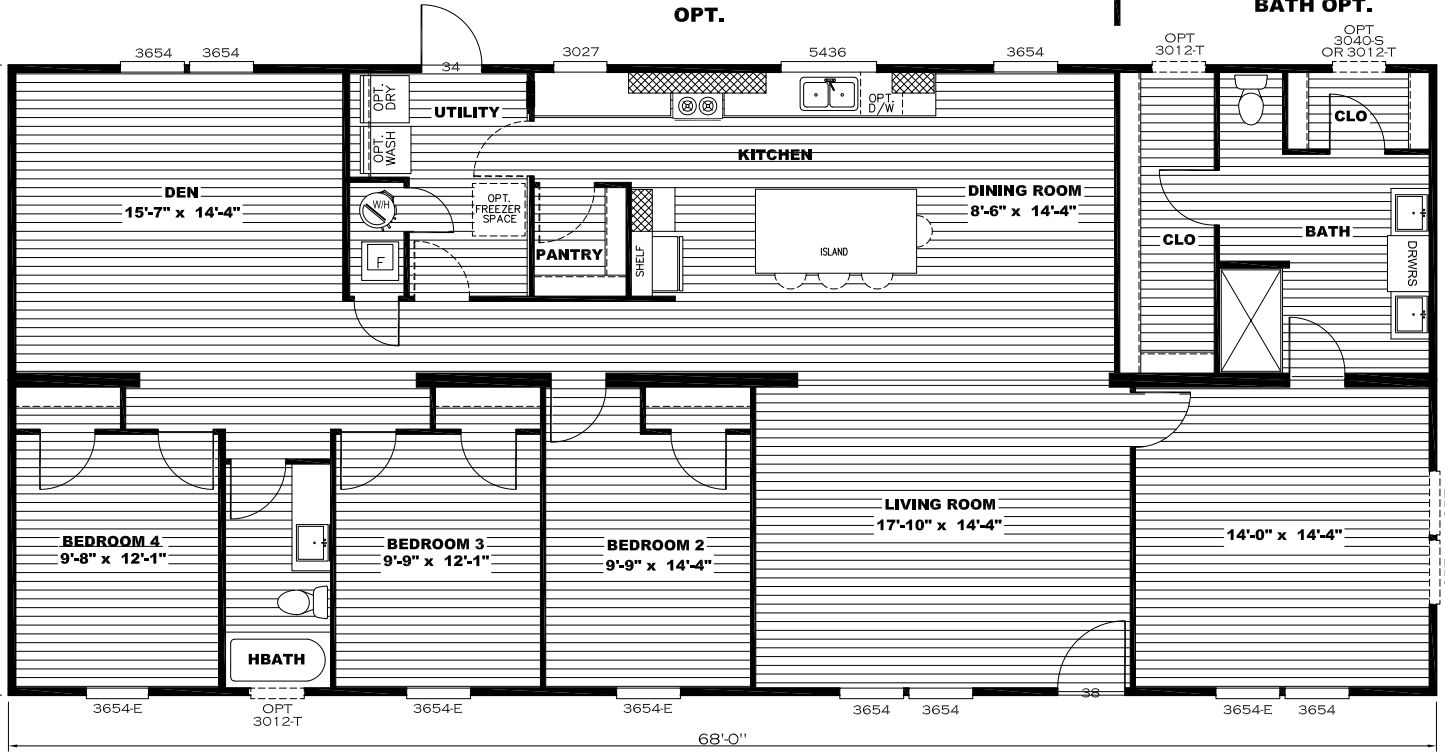 OPT.
BATH OPT.
3654 3654
34
3027
5436
3654
OPT
3012-T
OPT
3040-S
OR 3012-T
OPT.
DRY
OPT.
WASH
UTILITY
OPT.
D/W
CLO
KITCHEN
DEN
15'-7" x 14'-4"
W/H
F
OPT.
FREEZER
SPACE
PANTRY
SHELF
ISLAND
DINING ROOM
8'-6" x 14'-4"
CLO
BATH
DRWRS
BEDROOM 4
9'-8" x 12'-1"
HBATH
BEDROOM 3
9'-9" x 12'-1"
BEDROOM 2
9'-9" x 14'-4"
LIVING ROOM
17'-10" x 14'-4"
14'-0" x 14'-4"
38
3654-E
OPT
3012-T
3654-E
3654-E
3654 3654
3654-E 3654
68'-0"